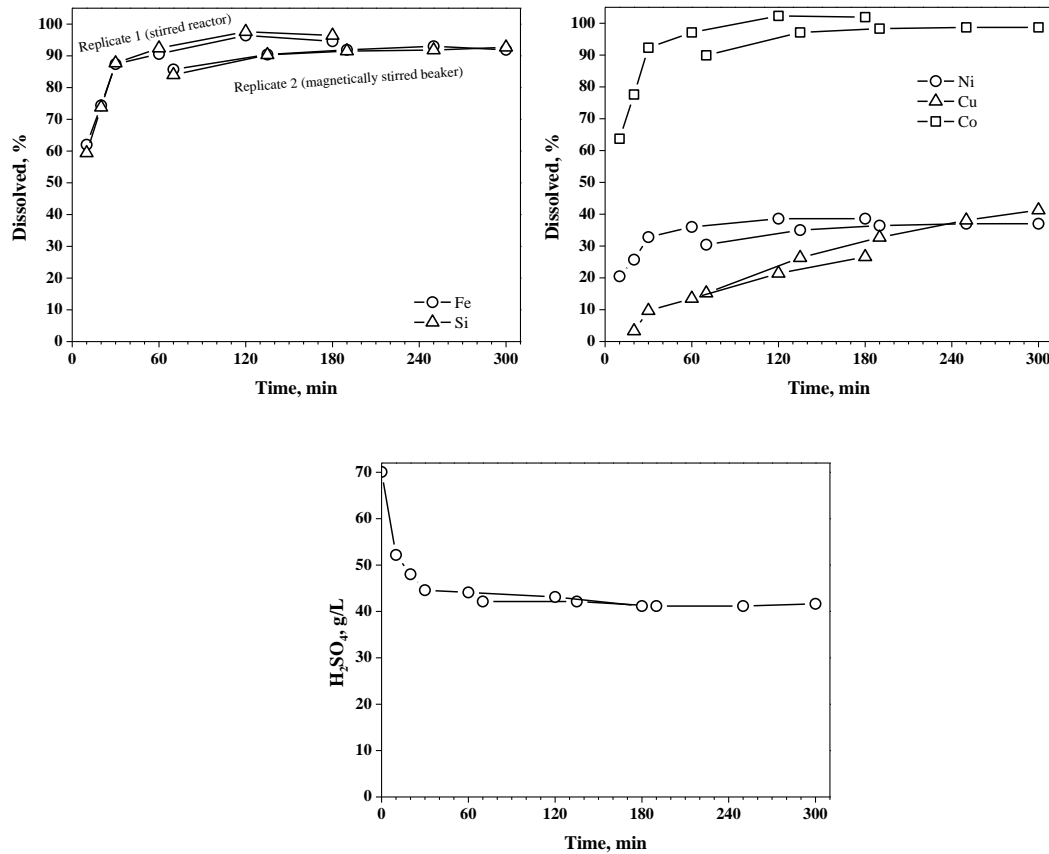 100
90
80
70
60
50
40
30
20
10
0
Dissolved, %
Replicate 1 (stirred reactor)
Replicate 2 (magnetically stirred beaker)
Fe
Si
0 60 120 180 240 300
Time, min
100
90
80
70
60
50
40
30
20
10
0
Dissolved, %
Ni
Cu
Co
0 60 120 180 240 300
Time, min
70
60
50
40
30
20
10
0
H₂SO₄, g/L
0 60 120 180 240 300
Time, min